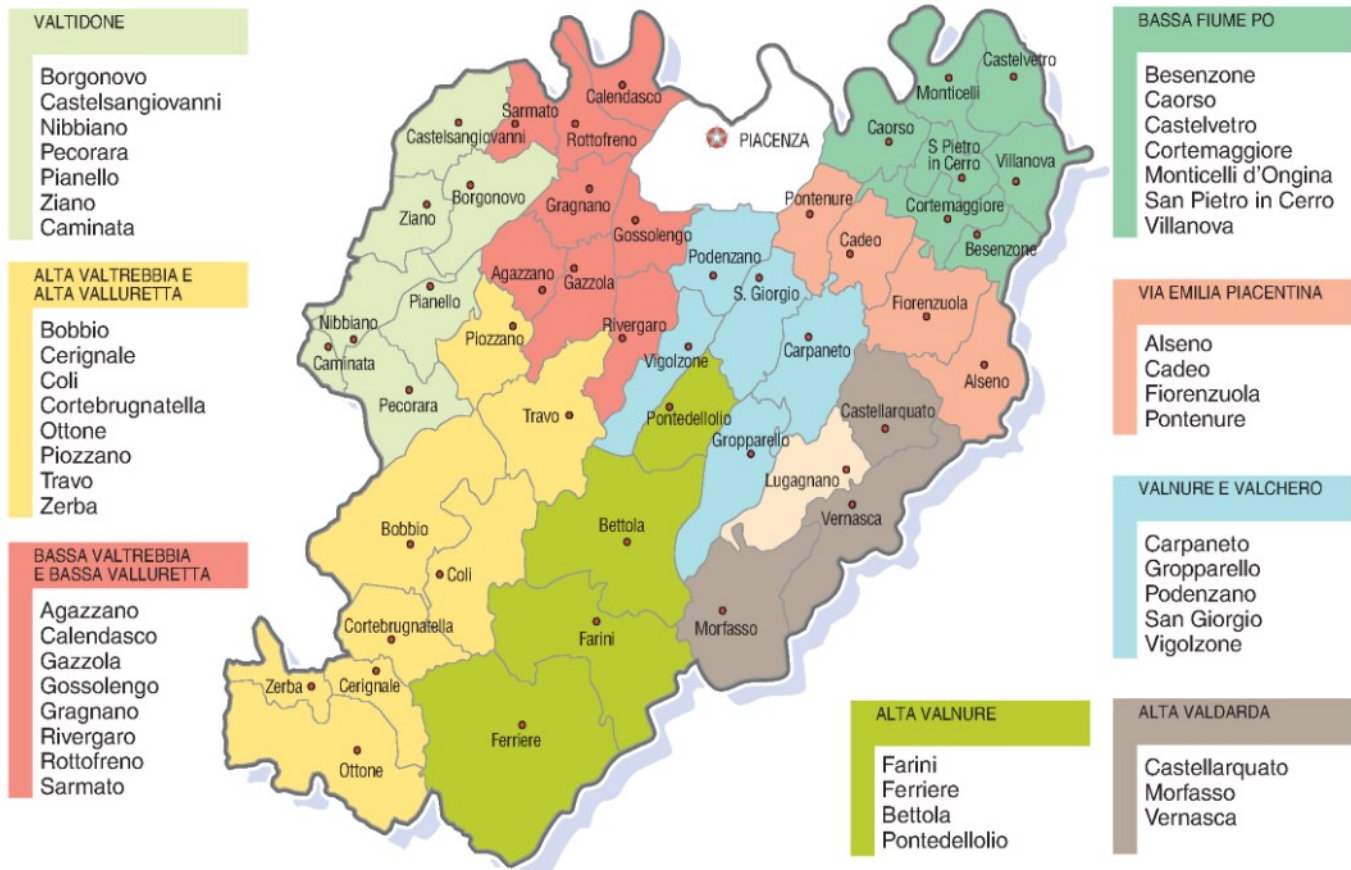 VALTIDONE
Borgonovo
Castelsangiovanni
Nibbiano
Pecorara
Pianello
Ziano
Caminata
ALTA VALTREBBIA E
ALTA VALLURETTA
Bobbio
Cerignale
Coli
Cortebrugnatella
Ottone
Piozzano
Travo
Zerba
BASSA VALTREBBIA
E BASSA VALLURETTA
Agazzano
Calendasco
Gazzola
Gossolengo
Gragnano
Rivergaro
Rottofreno
Sarmato
Castelvetro
Monticelli
Calendasco
Sarmato
Castelsangiovanni
Rottofreno
PIACENZA
Caorso
S Pietro
in Cerro
Villanova
Borgonovo
Gragnano
Pontenure
Ziano
Cortemaggiore
Gossolengo
Cadeo
Besenzone
Podenzano
Agazzano
Gazzola
S. Giorgio
Pianello
Fiorenzuola
Nibbiano
Rivergaro
Piozzano
Carpaneto
Caminata
Vigolzone
Alseno
Pecorara
Travo
Pontedellolio
Castellarquato
Gropparello
Lugagnano
Vernasca
Bobbio
Bettola
Coli
Cortebrugnatella
Farini
Morfasso
Zerba
Cerignale
Ferriere
Ottone
BASSA FIUME PO
Besenzone
Caorso
Castelvetro
Cortemaggiore
Monticelli d'Ongina
San Pietro in Cerro
Villanova
VIA EMILIA PIACENTINA
Alseno
Cadeo
Fiorenzuola
Pontenure
VALNURE E VALCHERO
Carpaneto
Gropparello
Podenzano
San Giorgio
Vigolzone
ALTA VALNURE
Farini
Ferriere
Bettola
Pontedellolio
ALTA VALDARDA
Castellarquato
Morfasso
Vernasca